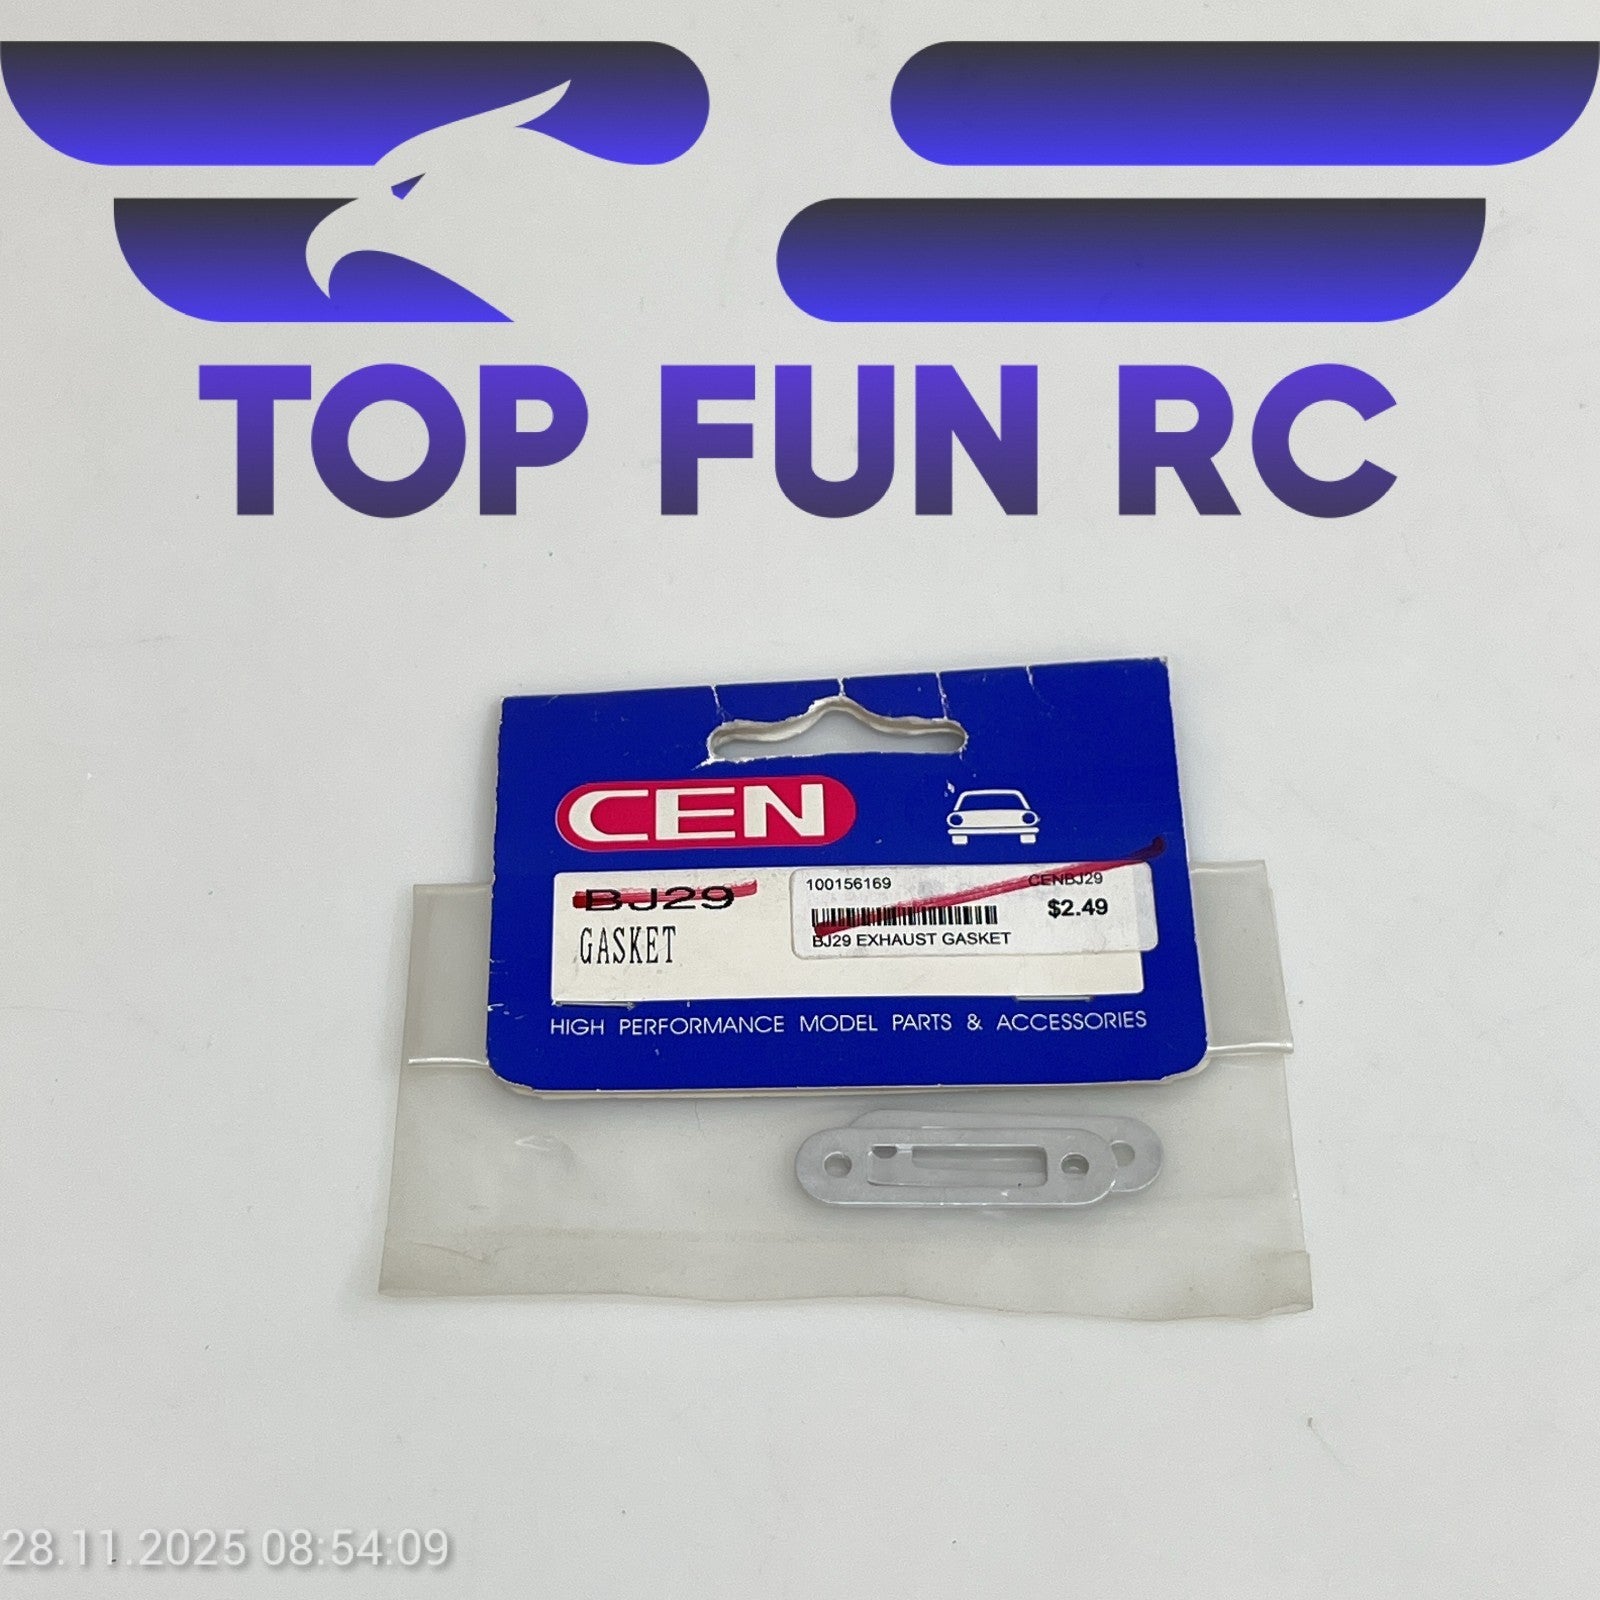 TOP FUN RC
CEN
BJ29
GASKET
100156169
CENBJ29
$2.49
BJ29 EXHAUST GASKET
HIGH PERFORMANCE MODEL PARTS & ACCESSORIES
28.11.2025 08:54:09